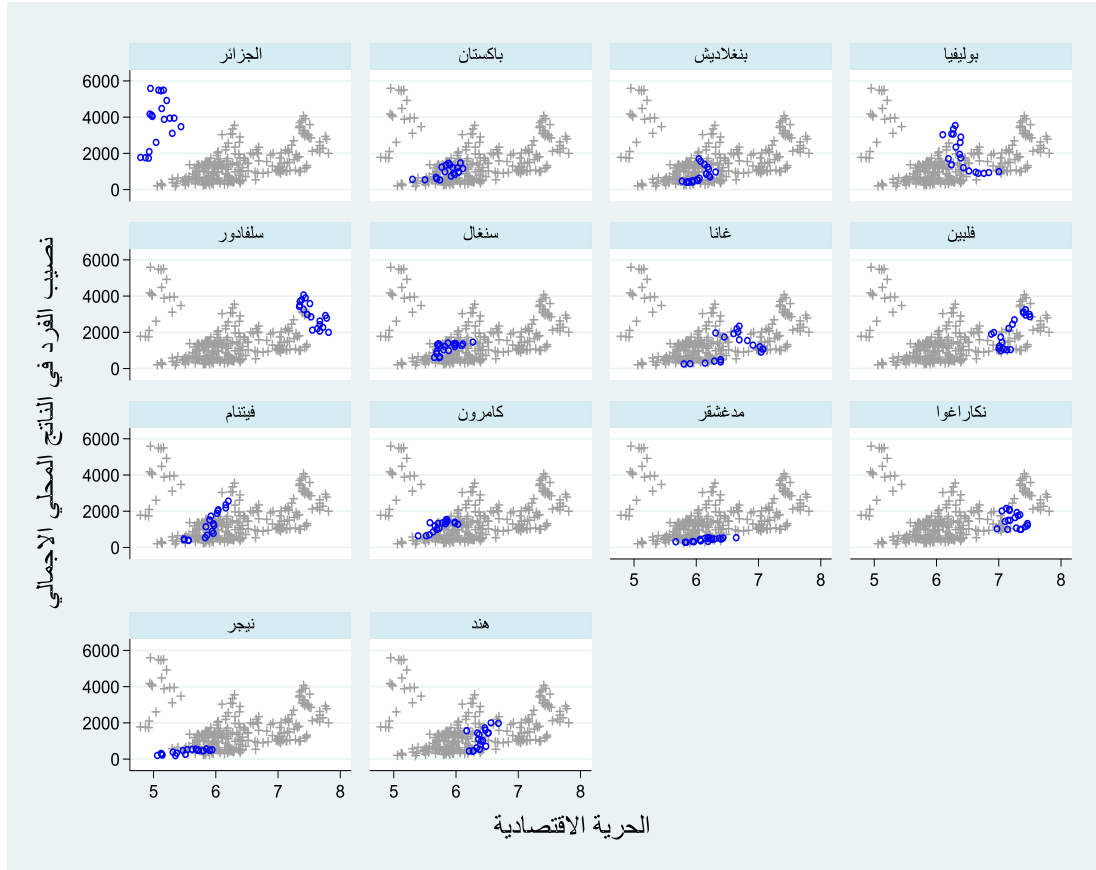 الجزائر
باكستان
بنغلاديش
بوليفيا
6000
4000
2000
0
سلفادور
سنغال
غانا
فلبين
6000
4000
2000
0
فيتنام
كامرون
مدغشقر
نكاراغوا
6000
4000
2000
0
5 6 7 8
5 6 7 8
نيجر
هند
6000
4000
2000
0
5 6 7 8
5 6 7 8
نصيب الفرد في الناتج المحلي الاجمالي
الحرية الاقتصادية